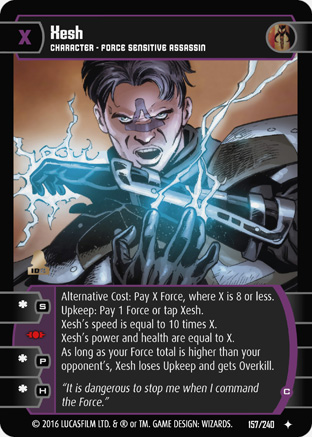 X
Xesh
CHARACTER - FORCE SENSITIVE ASSASSIN
Alternative Cost: Pay X Force, where X is 8 or less.
Upkeep: Pay 1 Force or tap Xesh.
* S
Xesh's speed is equal to 10 times X.
Xesh's power and health are equal to X.
* P
As long as your Force total is higher than your
opponent's, Xesh loses Upkeep and gets Overkill.
* H
"It is dangerous to stop me when I command
the Force."
C
© 2016 LUCASFILM LTD. & ® or TM. GAME DESIGN: WIZARDS.
157/240